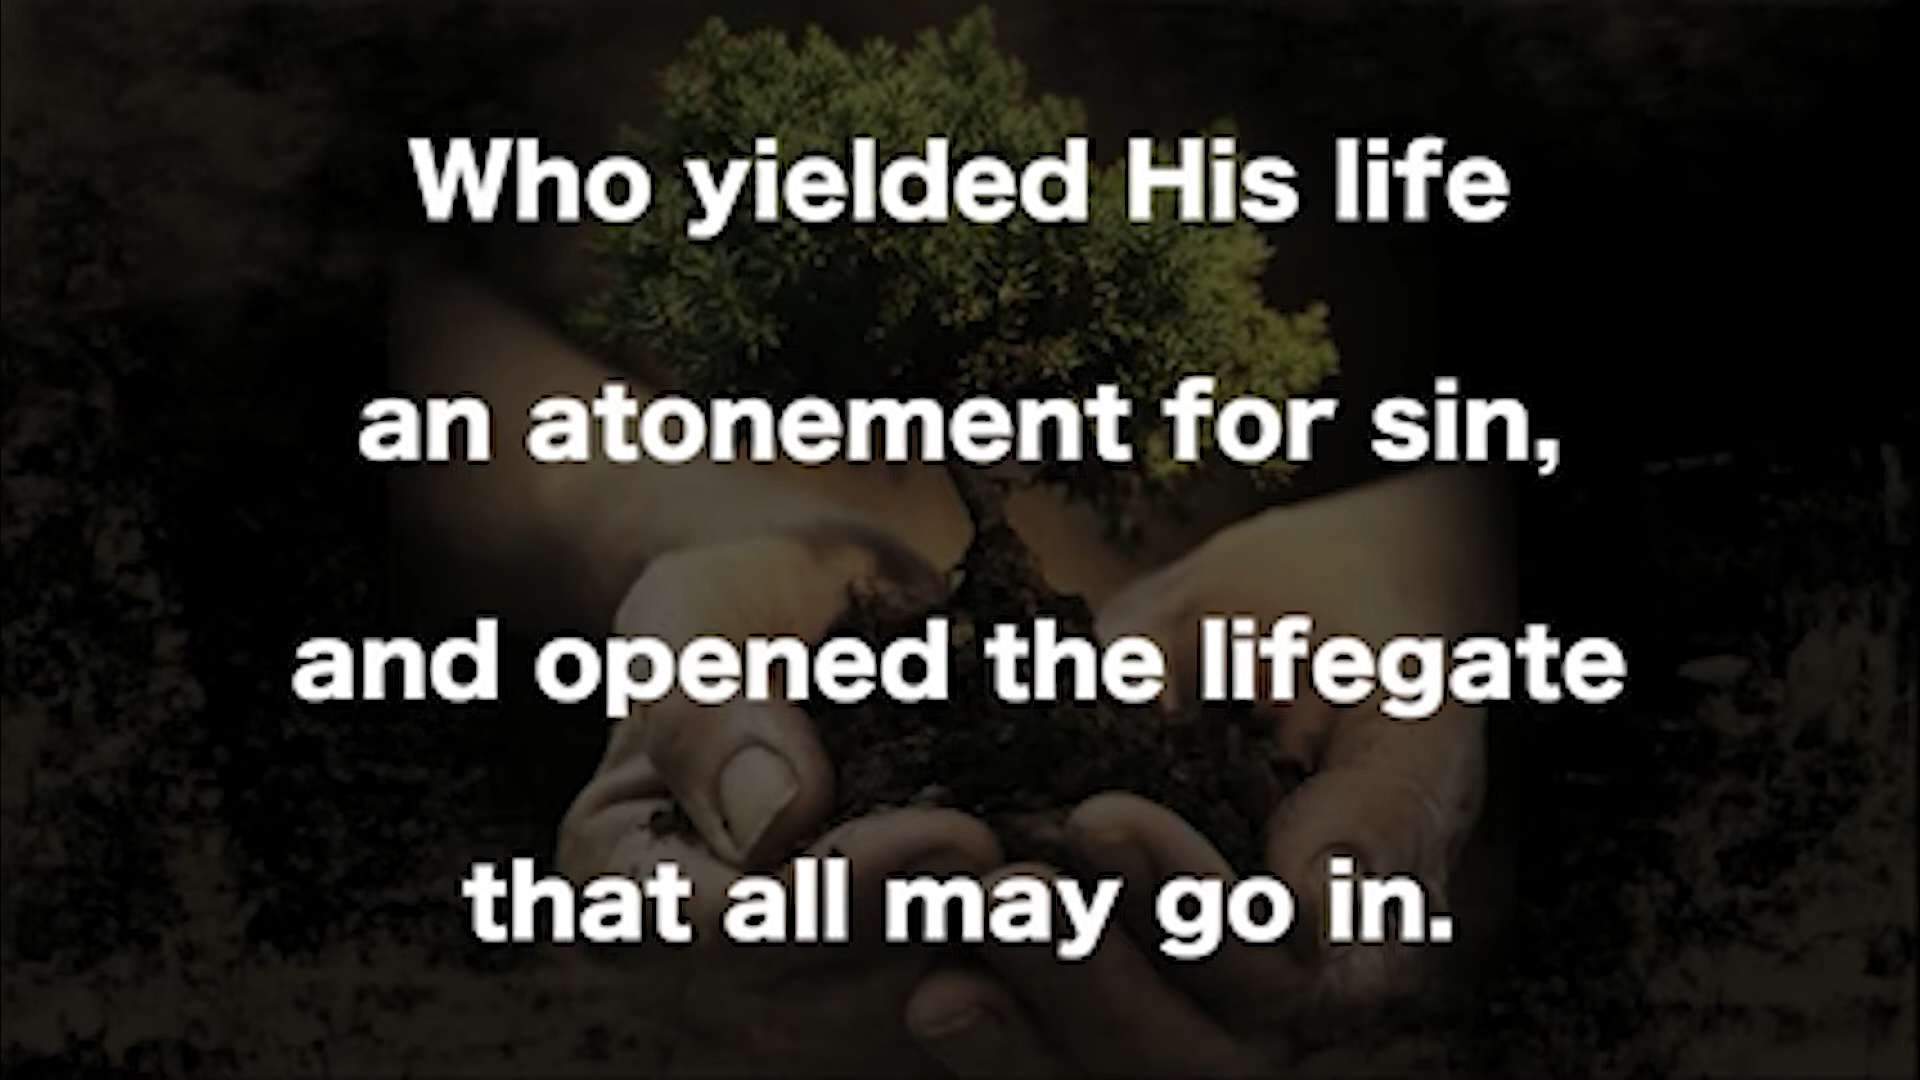 Who yielded His life
an atonement for sin,
and opened the lifegate
that all may go in.